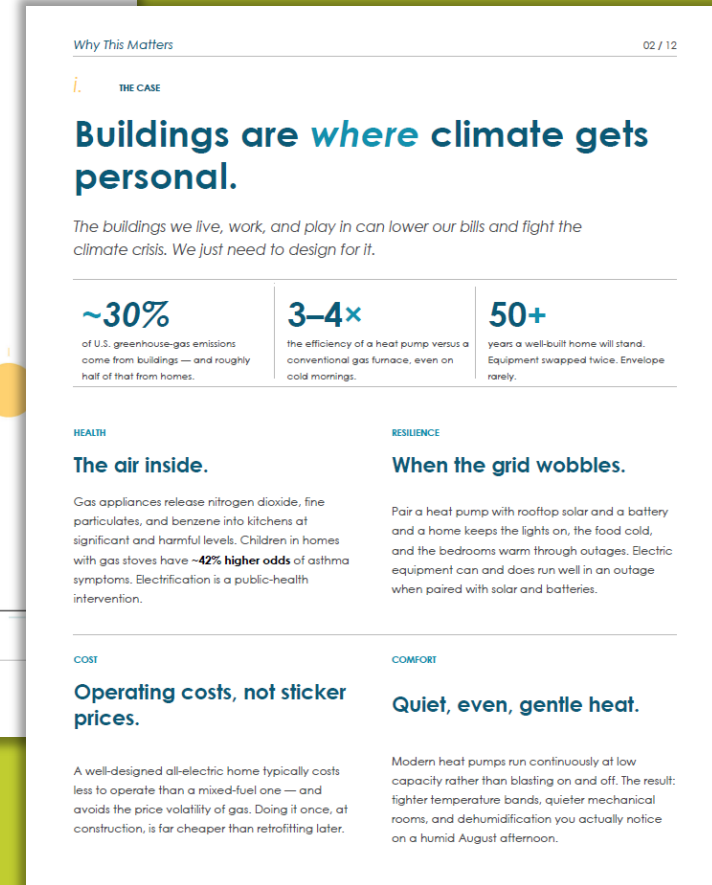 Why This Matters
02 / 12
i.
THE CASE
Buildings are where climate gets
personal.
The buildings we live, work, and play in can lower our bills and fight the
climate crisis. We just need to design for it.
~30%
of U.S. greenhouse-gas emissions
come from buildings — and roughly
half of that from homes.
3–4×
the efficiency of a heat pump versus a
conventional gas furnace, even on
cold mornings.
50+
years a well-built home will stand.
Equipment swapped twice. Envelope
rarely.
HEALTH
The air inside.
Gas appliances release nitrogen dioxide, fine
particulates, and benzene into kitchens at
significant and harmful levels. Children in homes
with gas stoves have ~42% higher odds of asthma
symptoms. Electrification is a public-health
intervention.
RESILIENCE
When the grid wobbles.
Pair a heat pump with rooftop solar and a battery
and a home keeps the lights on, the food cold,
and the bedrooms warm through outages. Electric
equipment can and does run well in an outage
when paired with solar and batteries.
COST
Operating costs, not sticker
prices.
A well-designed all-electric home typically costs
less to operate than a mixed-fuel one — and
avoids the price volatility of gas. Doing it once, at
construction, is far cheaper than retrofitting later.
COMFORT
Quiet, even, gentle heat.
Modern heat pumps run continuously at low
capacity rather than blasting on and off. The result:
tighter temperature bands, quieter mechanical
rooms, and dehumidification you actually notice
on a humid August afternoon.